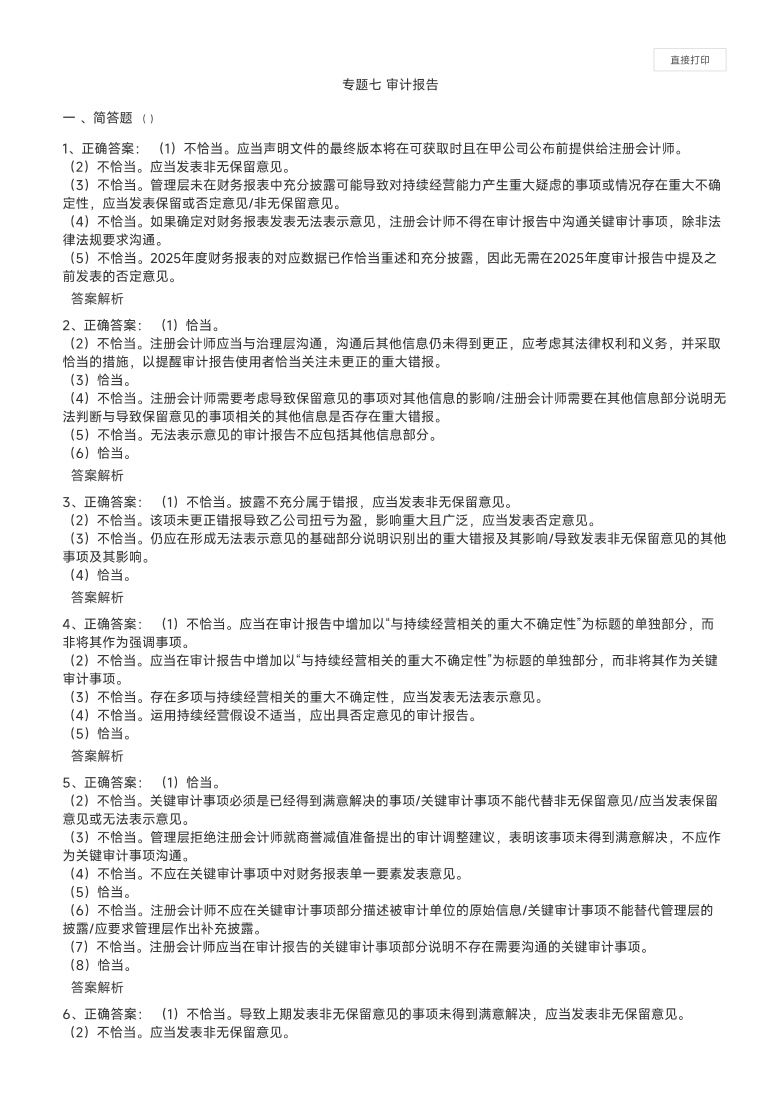 直接打印
专题七 审计报告
一 、简答题 （ ）
1、正确答案： （1）不恰当。应当声明文件的最终版本将在可获取时且在甲公司公布前提供给注册会计师。
（2）不恰当。应当发表非无保留意见。
（3）不恰当。管理层未在财务报表中充分披露可能导致对持续经营能力产生重大疑虑的事项或情况存在重大不确
定性，应当发表保留或否定意见/非无保留意见。
（4）不恰当。如果确定对财务报表发表无法表示意见，注册会计师不得在审计报告中沟通关键审计事项，除非法
律法规要求沟通。
（5）不恰当。2025年度财务报表的对应数据已作恰当重述和充分披露，因此无需在2025年度审计报告中提及之
前发表的否定意见。
答案解析
2、正确答案： （1）恰当。
（2）不恰当。注册会计师应当与治理层沟通，沟通后其他信息仍未得到更正，应考虑其法律权利和义务，并采取
恰当的措施，以提醒审计报告使用者恰当关注未更正的重大错报。
（3）恰当。
（4）不恰当。注册会计师需要考虑导致保留意见的事项对其他信息的影响/注册会计师需要在其他信息部分说明无
法判断与导致保留意见的事项相关的其他信息是否存在重大错报。
（5）不恰当。无法表示意见的审计报告不应包括其他信息部分。
（6）恰当。
答案解析
3、正确答案： （1）不恰当。披露不充分属于错报，应当发表非无保留意见。
（2）不恰当。该项未更正错报导致乙公司扭亏为盈，影响重大且广泛，应当发表否定意见。
（3）不恰当。仍应在形成无法表示意见的基础部分说明识别出的重大错报及其影响/导致发表非无保留意见的其他
事项及其影响。
（4）恰当。
答案解析
4、正确答案： （1）不恰当。应当在审计报告中增加以“与持续经营相关的重大不确定性”为标题的单独部分，而
非将其作为强调事项。
（2）不恰当。应当在审计报告中增加以“与持续经营相关的重大不确定性”为标题的单独部分，而非将其作为关键
审计事项。
（3）不恰当。存在多项与持续经营相关的重大不确定性，应当发表无法表示意见。
（4）不恰当。运用持续经营假设不适当，应出具否定意见的审计报告。
（5）恰当。
答案解析
5、正确答案： （1）恰当。
（2）不恰当。关键审计事项必须是已经得到满意解决的事项/关键审计事项不能代替非无保留意见/应当发表保留
意见或无法表示意见。
（3）不恰当。管理层拒绝注册会计师就商誉减值准备提出的审计调整建议，表明该事项未得到满意解决，不应作
为关键审计事项沟通。
（4）不恰当。不应在关键审计事项中对财务报表单一要素发表意见。
（5）恰当。
（6）不恰当。注册会计师不应在关键审计事项部分描述被审计单位的原始信息/关键审计事项不能替代管理层的
披露/应要求管理层作出补充披露。
（7）不恰当。注册会计师应当在审计报告的关键审计事项部分说明不存在需要沟通的关键审计事项。
（8）恰当。
答案解析
6、正确答案： （1）不恰当。导致上期发表非无保留意见的事项未得到满意解决，应当发表非无保留意见。
（2）不恰当。应当发表非无保留意见。